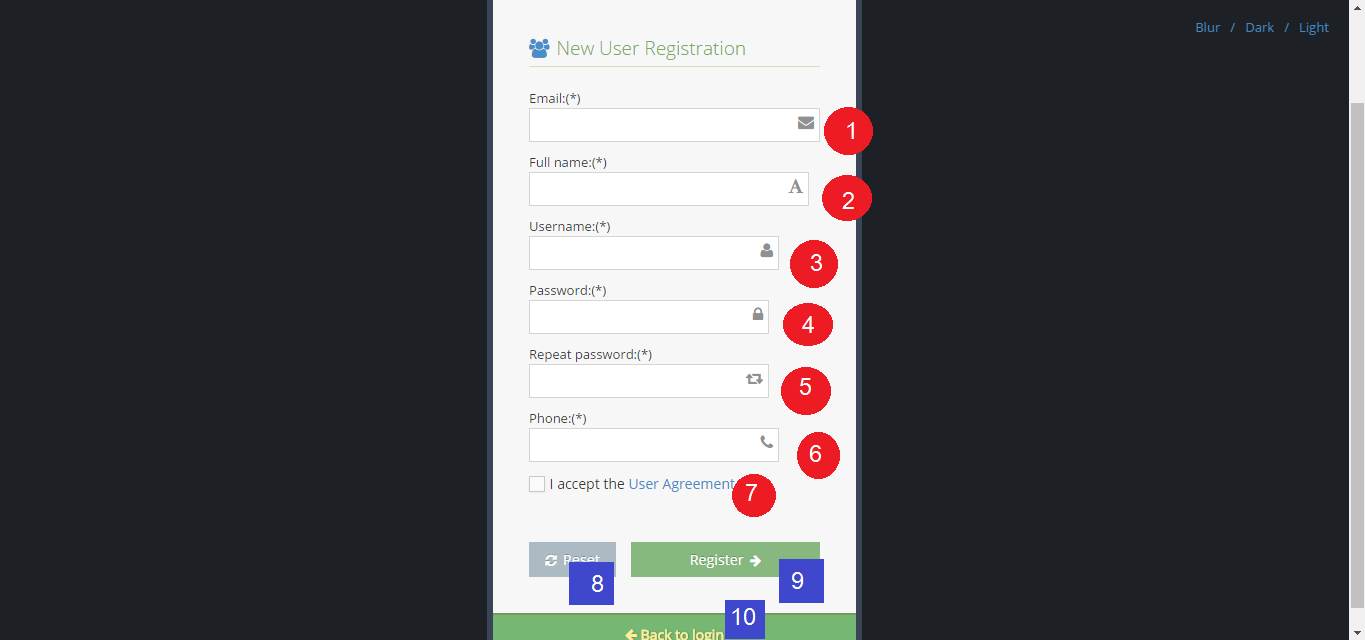 Blur / Dark / Light
New User Registration
Email:(*)
1
Full name:(*)
2
Username:(*)
3
Password:(*)
4
Repeat password:(*)
5
Phone:(*)
6
I accept the User Agreement
7
Reset
Register
8
9
10
Back to login